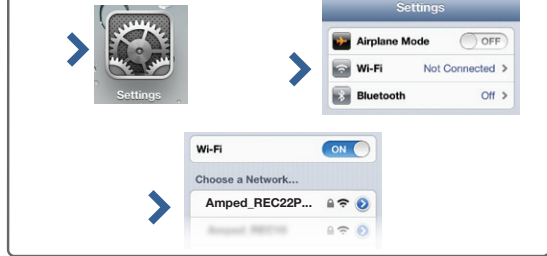 Settings
Settings
Airplane Mode OFF
Wi-Fi Not Connected
Bluetooth Off
Wi-Fi ON
Choose a Network...
Amped_REC22P...